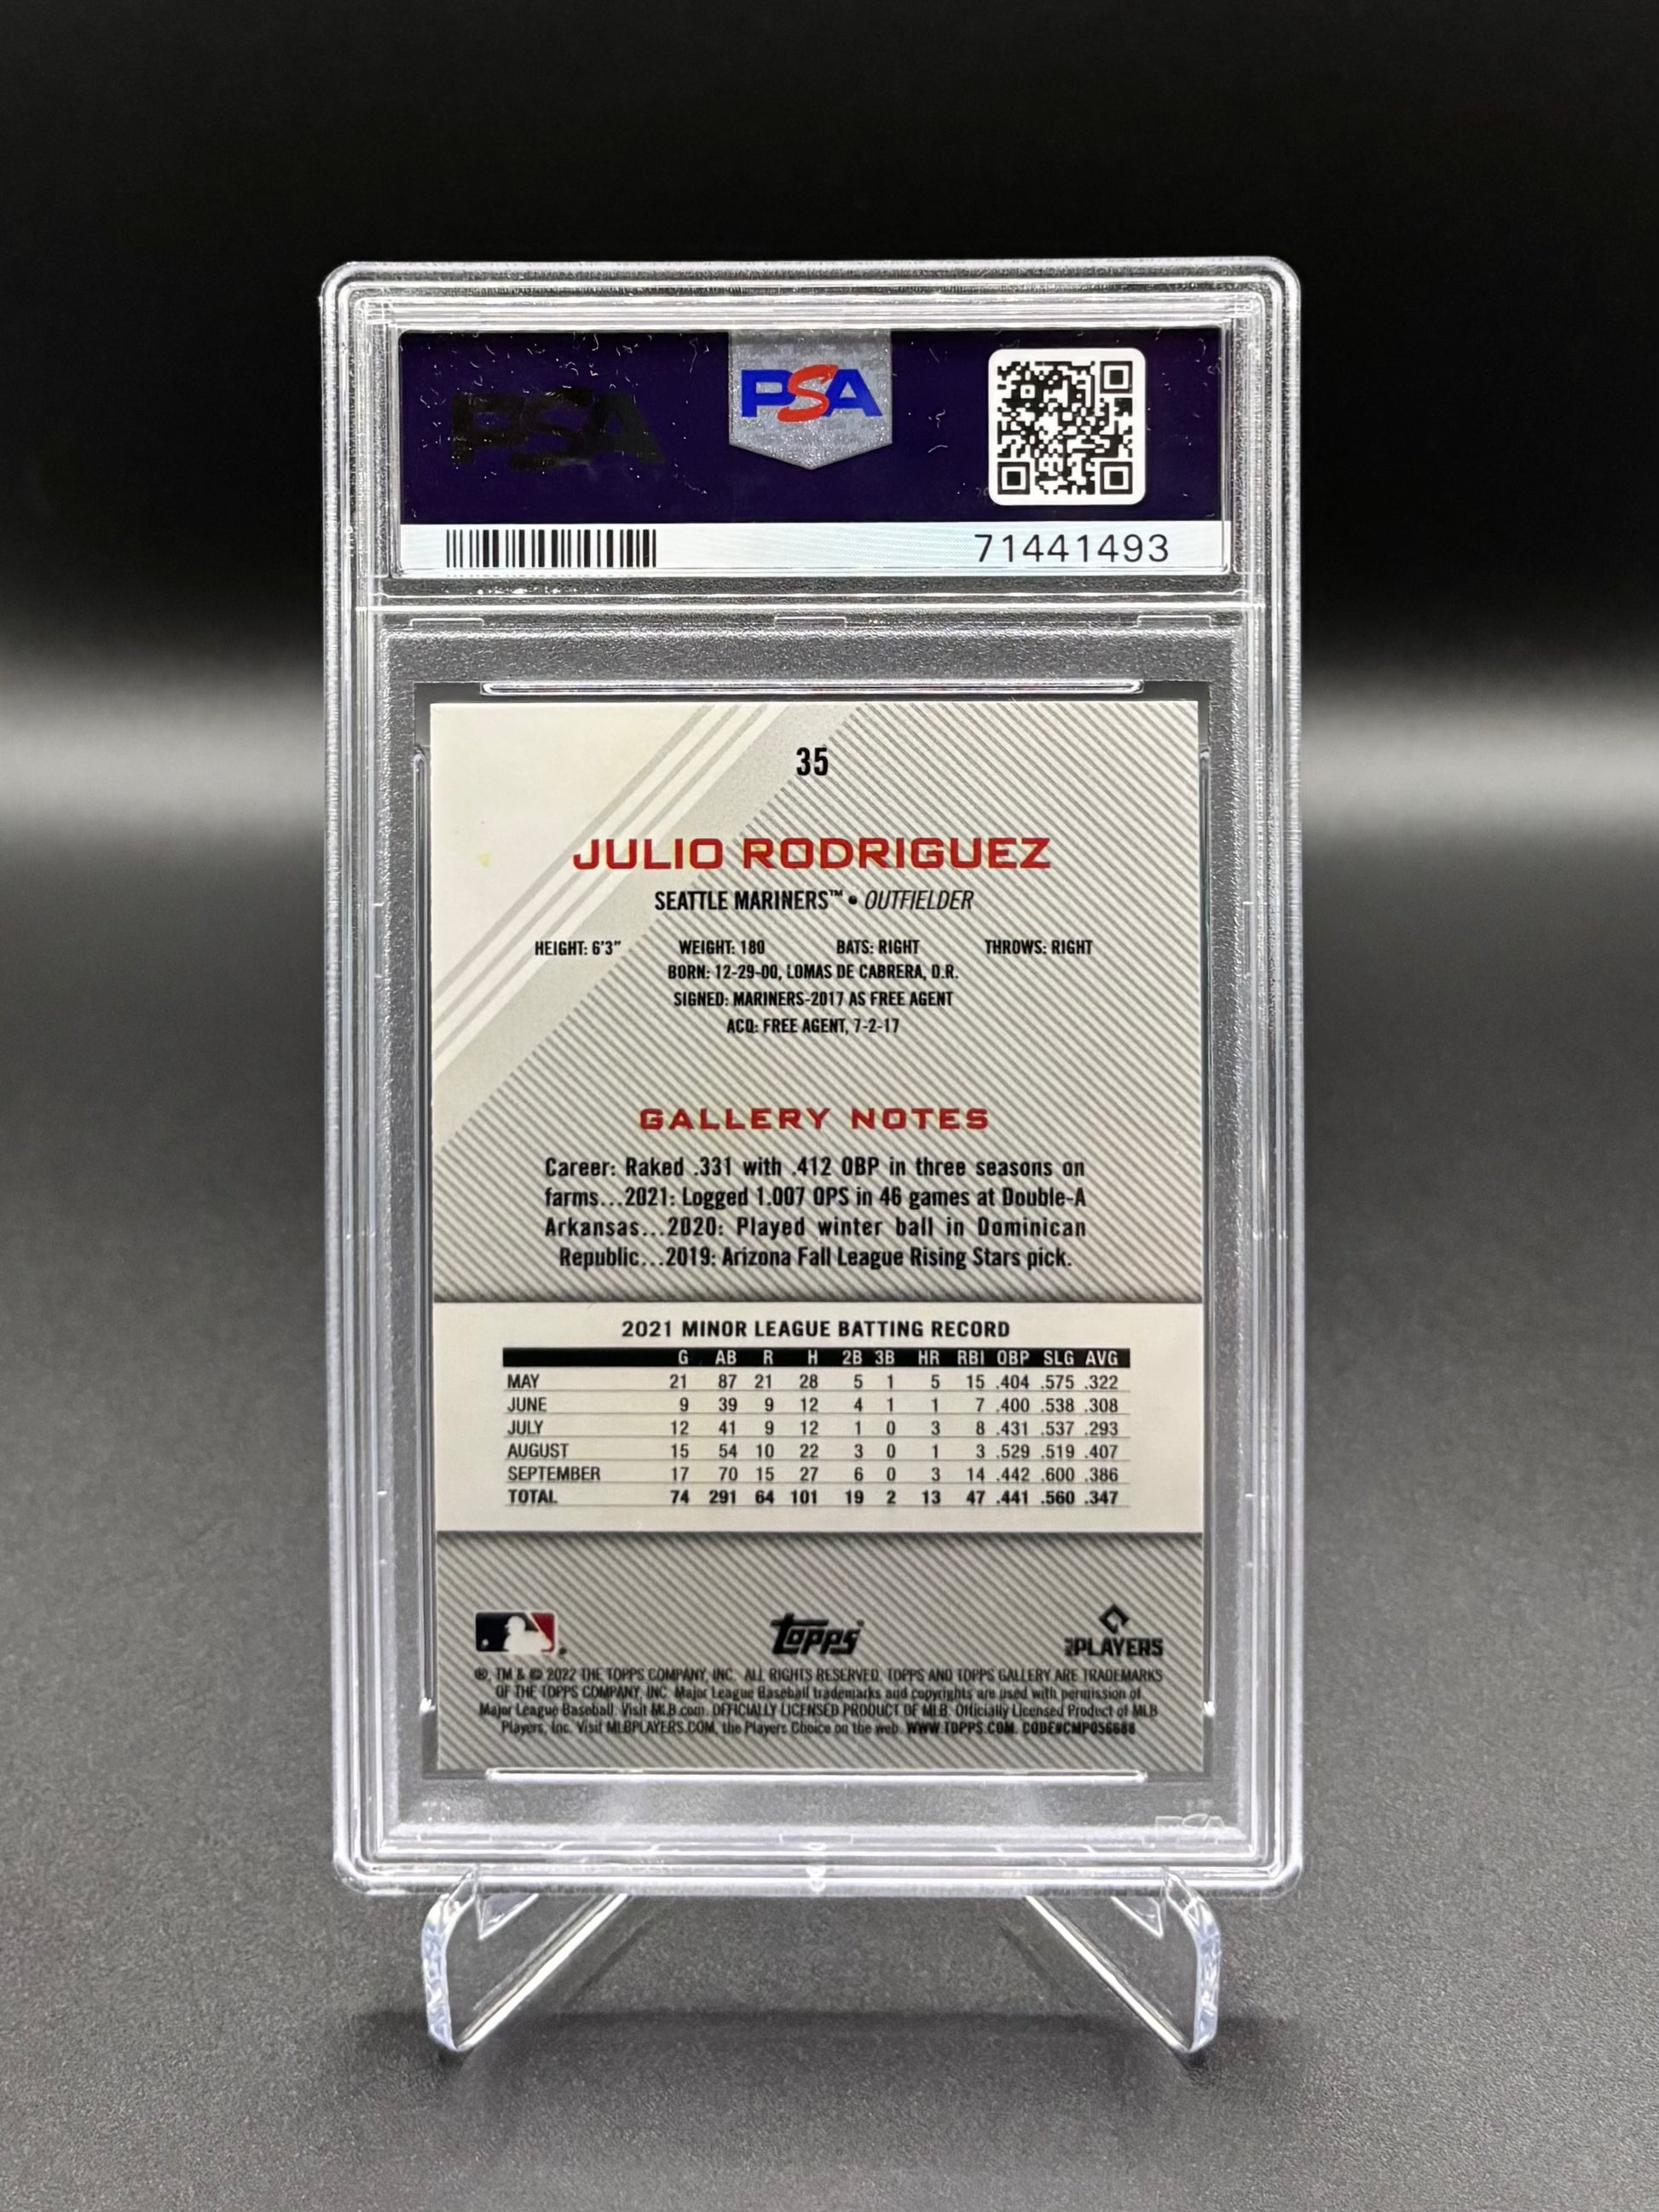 PSA
PSA
71441493
35
JULIO RODRIGUEZ
SEATTLE MARINERS™ • OUTFIELDER
HEIGHT: 6'3" WEIGHT: 180 BATS: RIGHT THROWS: RIGHT
BORN: 12-29-00, LOMAS DE CABRERA, D.R.
SIGNED: MARINERS-2017 AS FREE AGENT
ACQ: FREE AGENT, 7-2-17
GALLERY NOTES
Career: Raked .331 with .412 OBP in three seasons on
farms...2021: Logged 1.007 OPS in 46 games at Double-A
Arkansas...2020: Played winter ball in Dominican
Republic...2019: Arizona Fall League Rising Stars pick.
2021 MINOR LEAGUE BATTING RECORD
G AB R H 2B 3B HR RBI OBP SLG AVG
MAY 21 87 21 28 5 1 5 15 .404 .575 .322
JUNE 9 39 9 12 4 1 1 7 .400 .538 .308
JULY 12 41 9 12 1 0 3 8 .431 .537 .293
AUGUST 15 54 10 22 3 0 1 3 .529 .519 .407
SEPTEMBER 17 70 15 27 6 0 3 14 .442 .600 .386
TOTAL 74 291 64 101 19 2 13 47 .441 .560 .347
topps
PLAYERS
®, TM & © 2022 THE TOPPS COMPANY, INC. ALL RIGHTS RESERVED. TOPPS AND TOPPS GALLERY ARE TRADEMARKS
OF THE TOPPS COMPANY, INC. Major League Baseball trademarks and copyrights are used with permission of
Major League Baseball. Visit MLB.com. OFFICIALLY LICENSED PRODUCT OF MLB. Officially Licensed Product of MLB
Players, Inc. Visit MLBPLAYERS.COM, the Players Choice on the web. WWW.TOPPS.COM. CODE#CMP056688
PSA